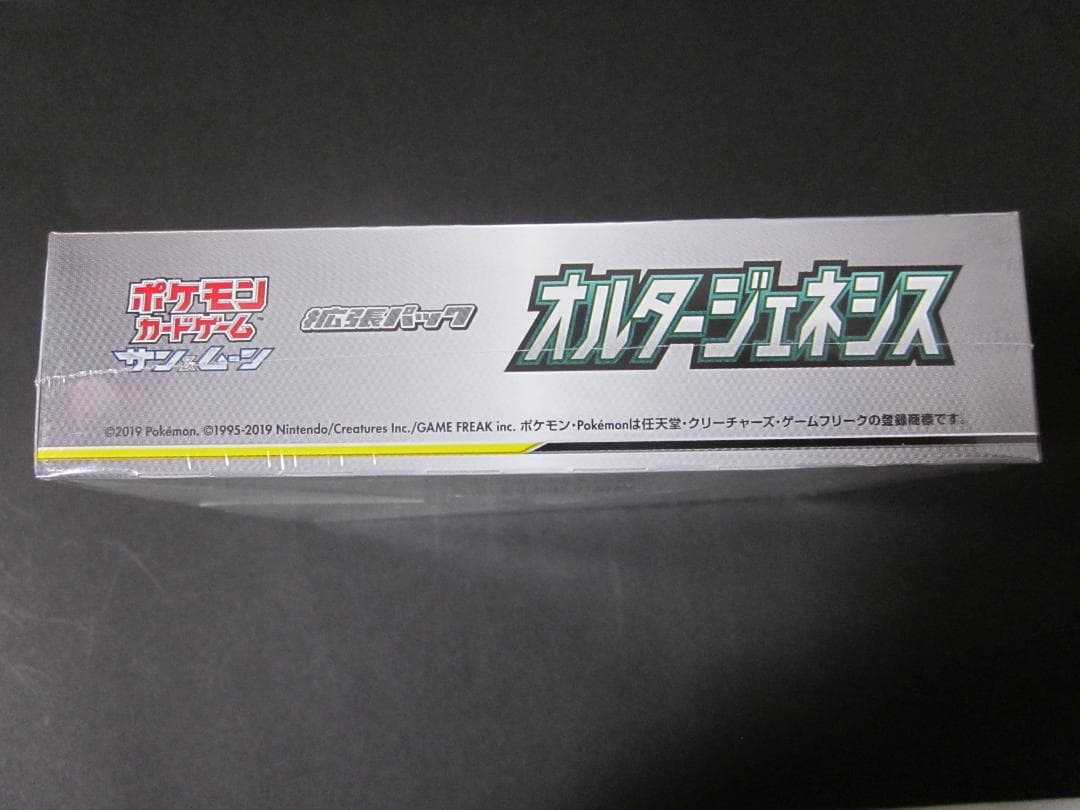 ポケモン
カードゲーム™
サン&ムーン
拡張パック
オルタージェネシス
©2019 Pokémon. ©1995-2019 Nintendo/Creatures Inc./GAME FREAK inc. ポケモン・Pokémonは任天堂・クリーチャーズ・ゲームフリークの登録商標です。